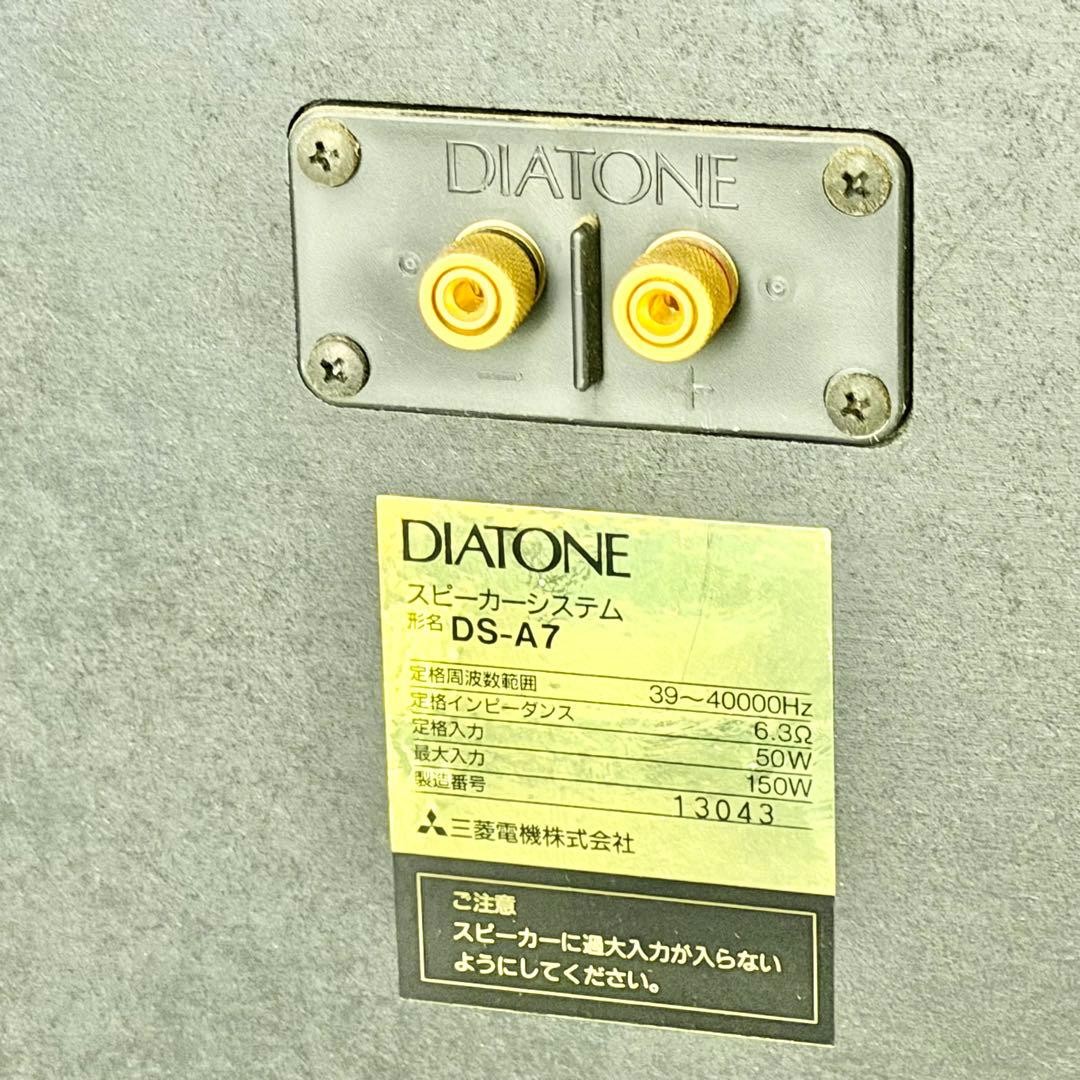 DIATONE
− +
DIATONE
スピーカーシステム
形名 DS-A7
定格周波数範囲 39～40000Hz
定格インピーダンス 6.3Ω
定格入力 50W
最大入力 150W
製造番号 13043
三菱電機株式会社
ご注意
スピーカーに過大入力が入らない
ようにしてください。